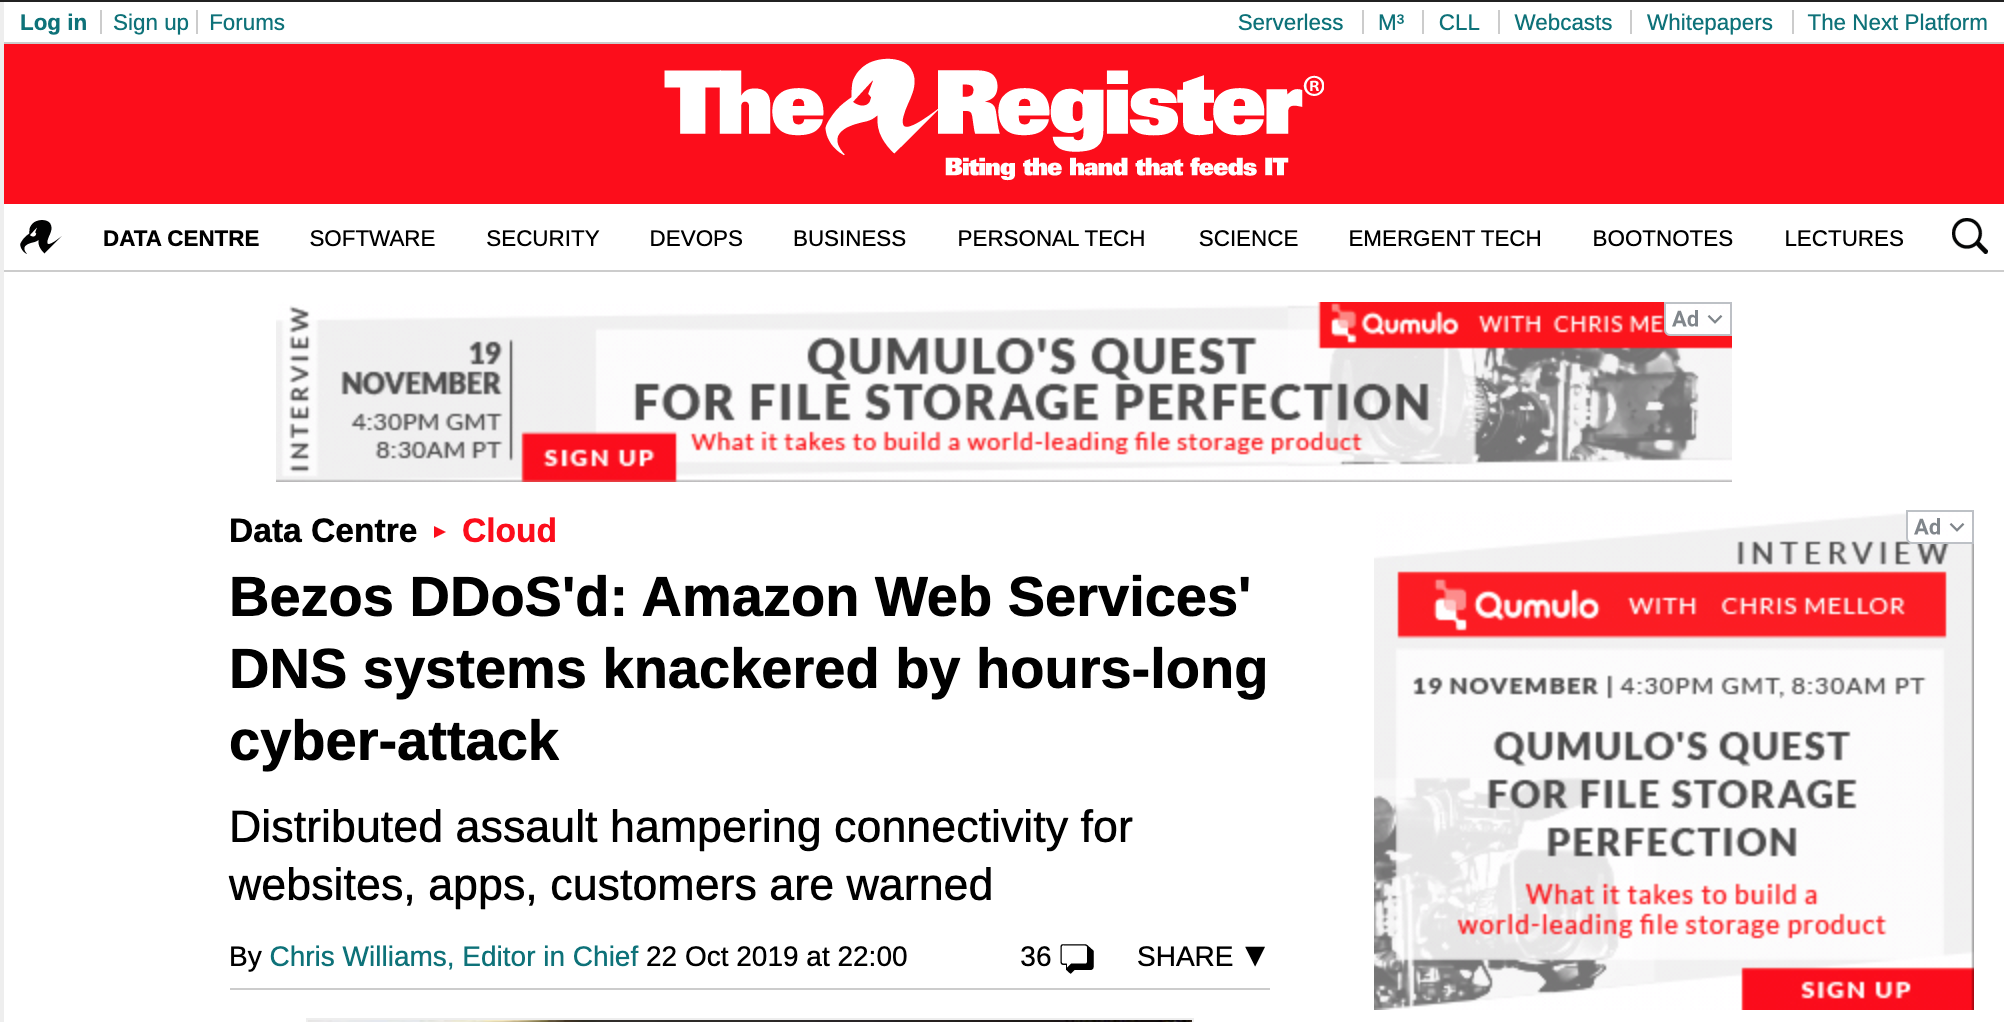 Log in
Sign up
Forums
Serverless
M³
CLL
Webcasts
Whitepapers
The Next Platform
The Register®
Biting the hand that feeds IT
DATA CENTRE
SOFTWARE
SECURITY
DEVOPS
BUSINESS
PERSONAL TECH
SCIENCE
EMERGENT TECH
BOOTNOTES
LECTURES
INTERVIEW
19
NOVEMBER
4:30PM GMT
8:30AM PT
SIGN UP
QUMULO'S QUEST
FOR FILE STORAGE PERFECTION
What it takes to build a world-leading file storage product
Qumulo WITH CHRIS ME
Ad
Data Centre ▸ Cloud
Bezos DDoS'd: Amazon Web Services'
DNS systems knackered by hours-long
cyber-attack
Distributed assault hampering connectivity for
websites, apps, customers are warned
By Chris Williams, Editor in Chief 22 Oct 2019 at 22:00
36
SHARE ▼
Ad
INTERVIEW
Qumulo WITH CHRIS MELLOR
19 NOVEMBER | 4:30PM GMT, 8:30AM PT
QUMULO'S QUEST
FOR FILE STORAGE
PERFECTION
What it takes to build a
world-leading file storage product
SIGN UP